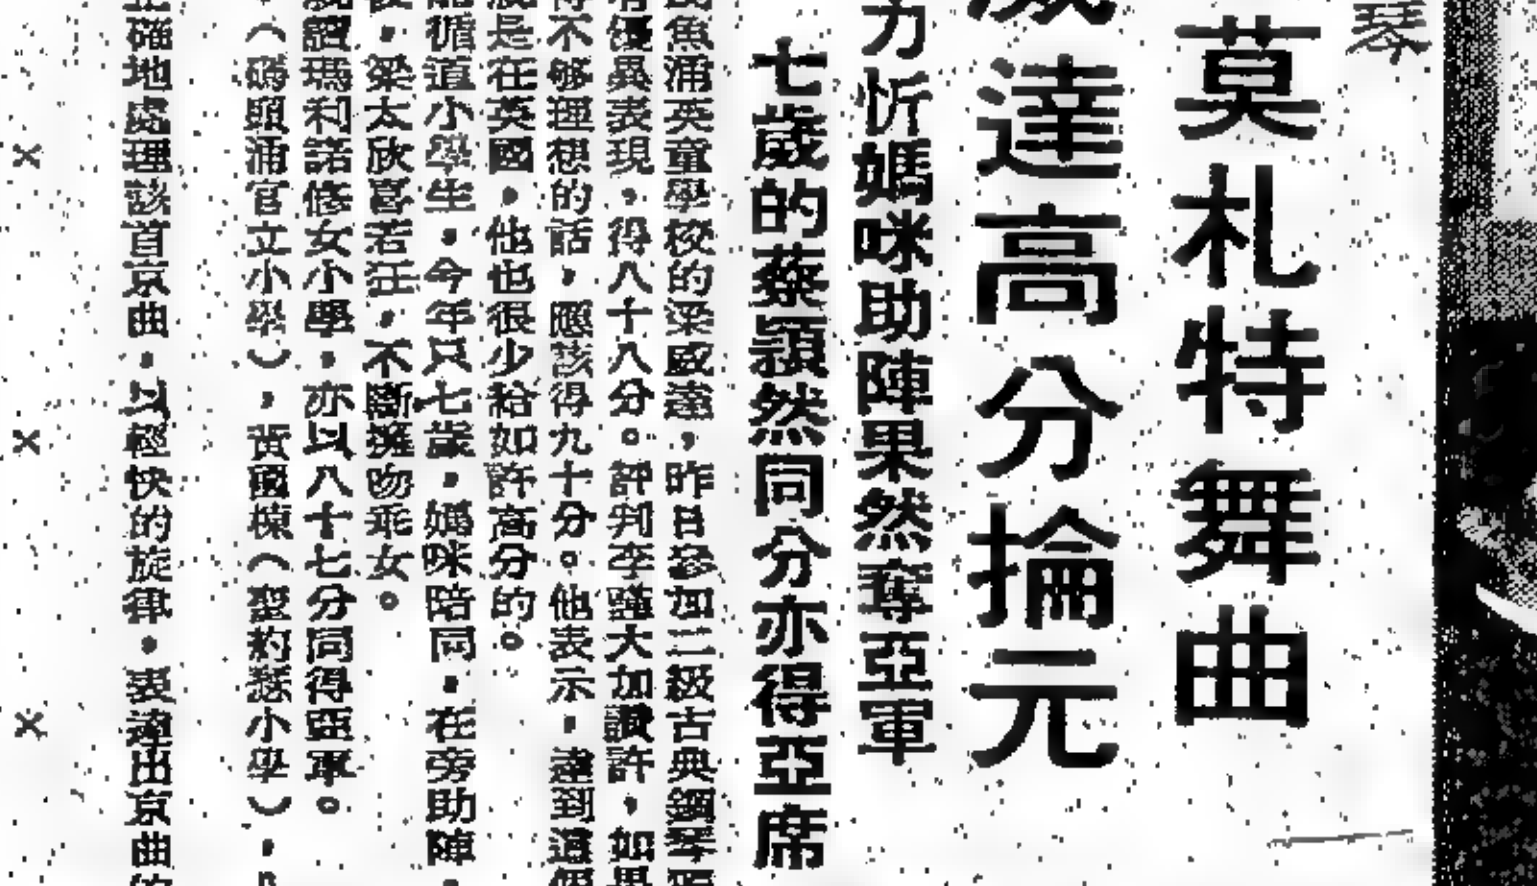 琴
莫札特舞曲
威達高分掄元
力忻媽咪助陣果然奪亞軍
七歲的蔡穎然同分亦得亞席
魚涌英童學校的梁威達，昨日參加二級古典鋼琴
優異表現，得八十八分。評判李 大加讚許，如果
不够理想的話，應該得九十分。他表示，達到這個
是在英國，他也很少給如許高分的。
循道小學生，今年只七歲，媽咪陪同，在旁助陣，
，梁太欣喜若狂，不斷擁吻乖女。
瑪利諾修女小學，亦以八十七分同得亞軍。
（碼頭涌官立小學），黃國棟（聖約瑟小學），
正確地處理該首京曲，以輕快的旋律，表達出京曲的
×
×
×